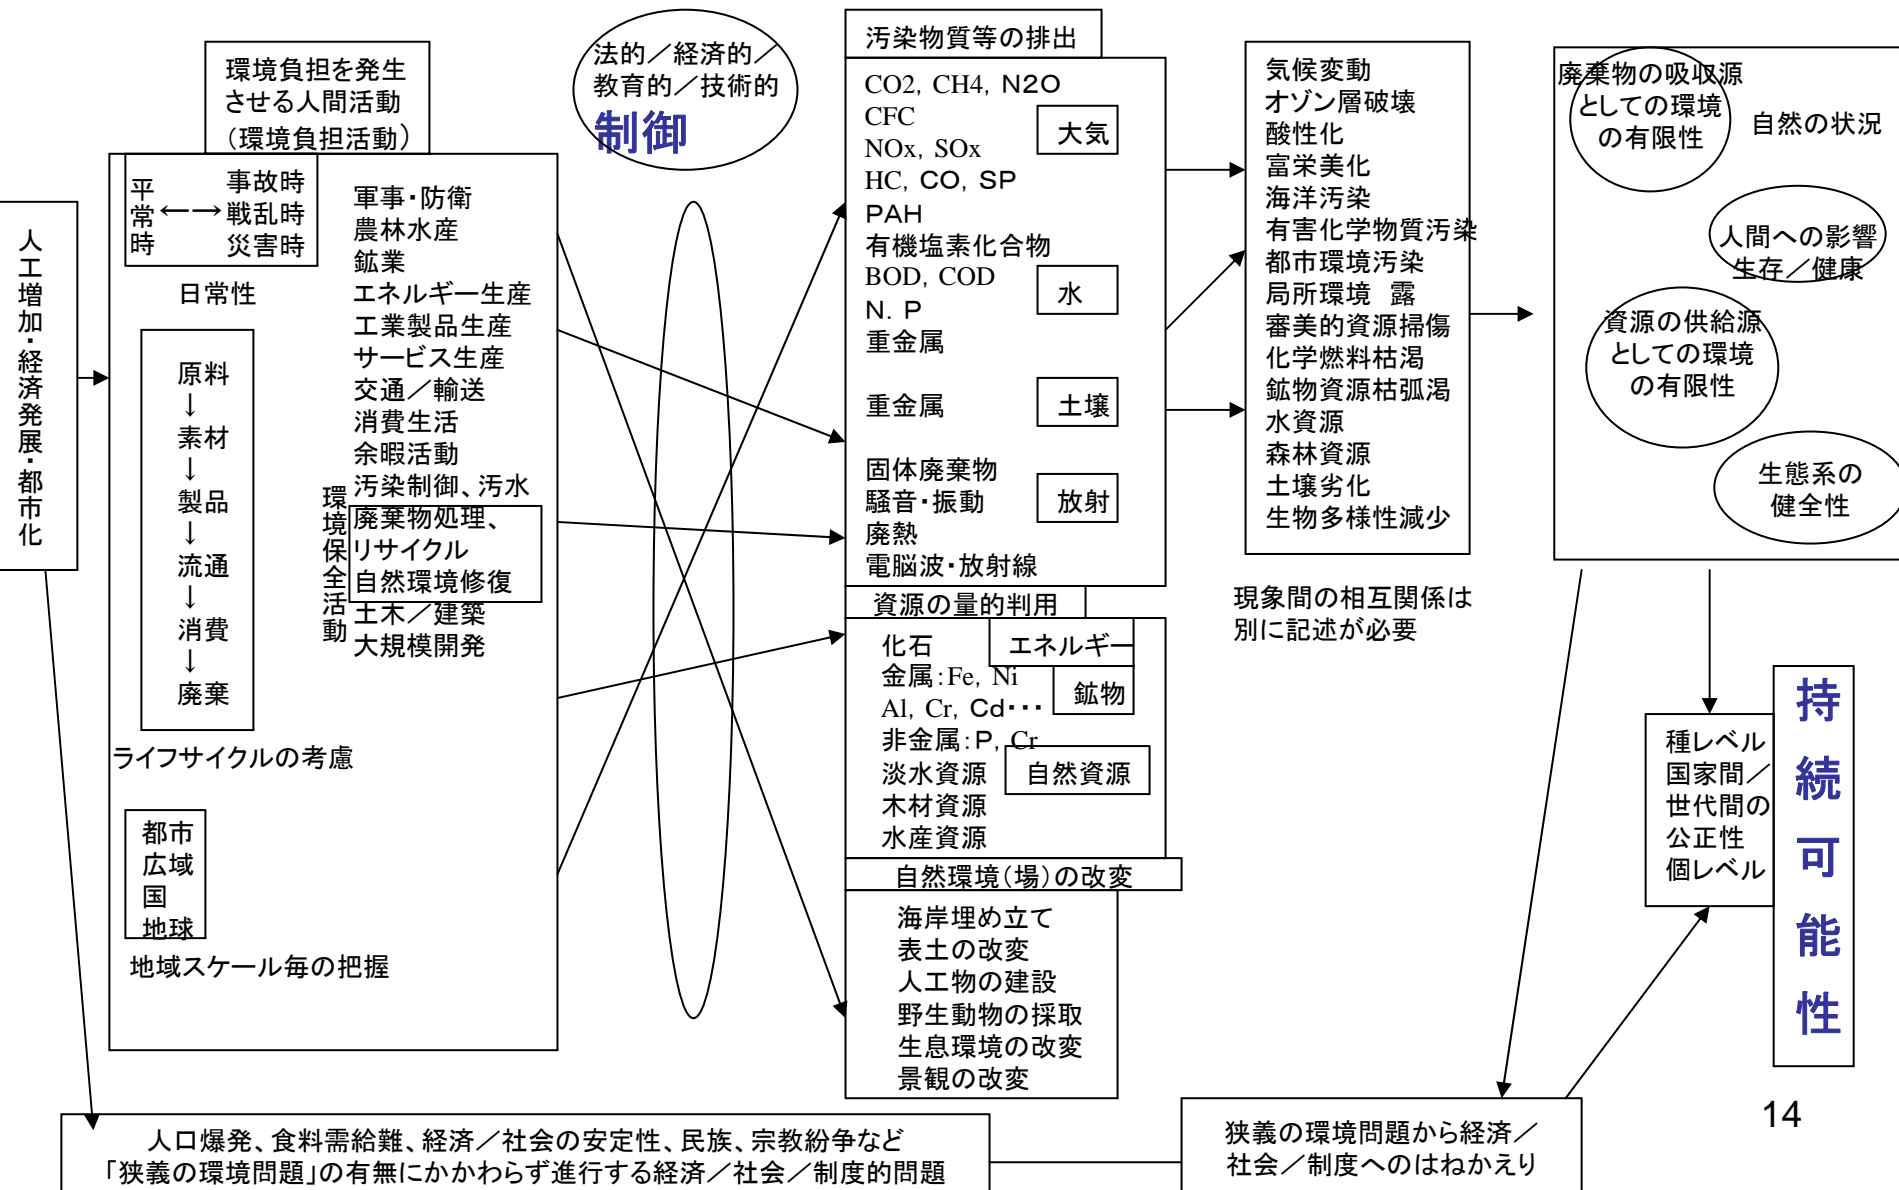 人工増加・経済発展・都市化
環境負担を発生
させる人間活動
(環境負担活動)
平常時
←→
事故時
戦乱時
災害時
日常性
原料
↓
素材
↓
製品
↓
流通
↓
消費
↓
廃棄
ライフサイクルの考慮
都市
広域
国
地球
地域スケール毎の把握
軍事・防衛
農林水産
鉱業
エネルギー生産
工業製品生産
サービス生産
交通／輸送
消費生活
余暇活動
汚染制御、汚水
廃棄物処理、
リサイクル
自然環境修復
土木／建築
大規模開発
環境保全活動
法的／経済的／
教育的／技術的
制御
汚染物質等の排出
CO2, CH4, N2O
CFC
NOx, SOx
HC, CO, SP
PAH
有機塩素化合物
BOD, COD
N. P
重金属
重金属
固体廃棄物
騒音・振動
廃熱
電脳波・放射線
大気
水
土壌
放射
資源の量的判用
化石
金属：Fe, Ni
Al, Cr, Cd・・・
非金属：P, Cr
淡水資源
木材資源
水産資源
エネルギー
鉱物
自然資源
自然環境（場）の改変
海岸埋め立て
表土の改変
人工物の建設
野生動物の採取
生息環境の改変
景観の改変
気候変動
オゾン層破壊
酸性化
富栄美化
海洋汚染
有害化学物質汚染
都市環境汚染
局所環境　露
審美的資源掃傷
化学燃料枯渇
鉱物資源枯弧渇
水資源
森林資源
土壌劣化
生物多様性減少
現象間の相互関係は
別に記述が必要
廃棄物の吸収源
としての環境
の有限性
自然の状況
人間への影響
生存／健康
資源の供給源
としての環境
の有限性
生態系の
健全性
種レベル
国家間／
世代間の
公正性
個レベル
持続可能性
人口爆発、食料需給難、経済／社会の安定性、民族、宗教紛争など
「狭義の環境問題」の有無にかかわらず進行する経済／社会／制度的問題
狭義の環境問題から経済／
社会／制度へのはねかえり
14